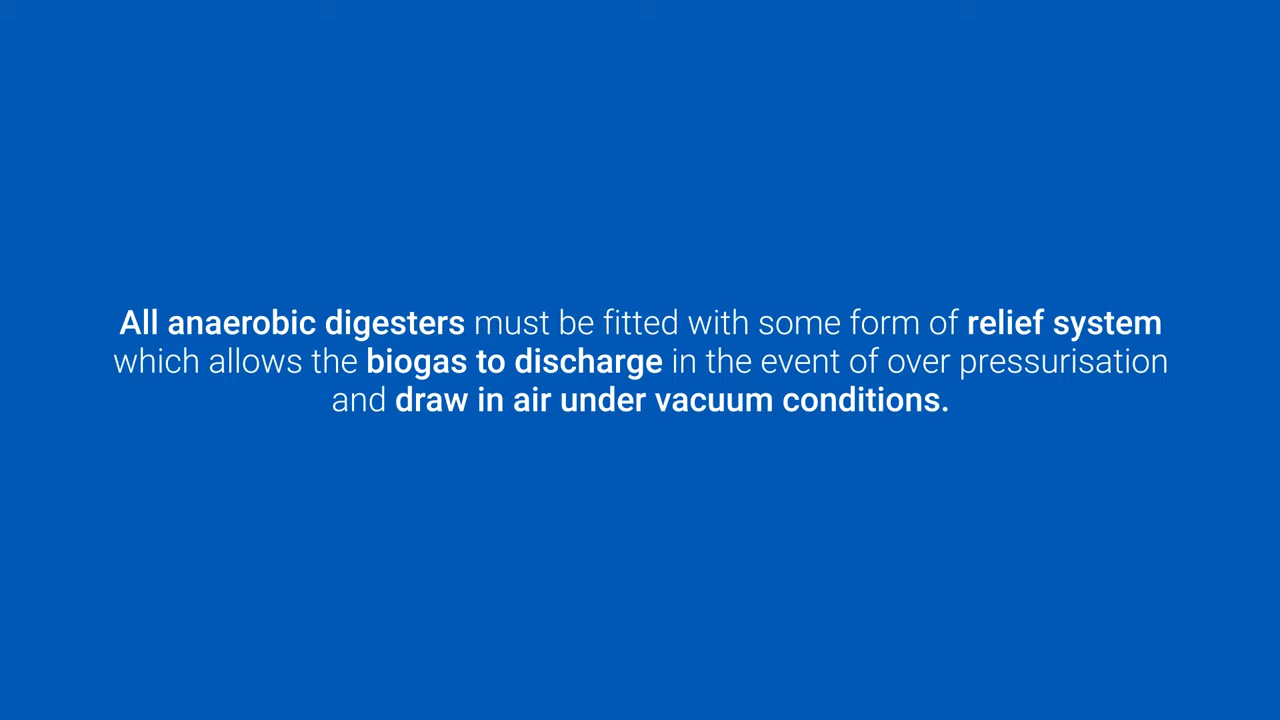 All anaerobic digesters must be fitted with some form of relief system
which allows the biogas to discharge in the event of over pressurisation
and draw in air under vacuum conditions.